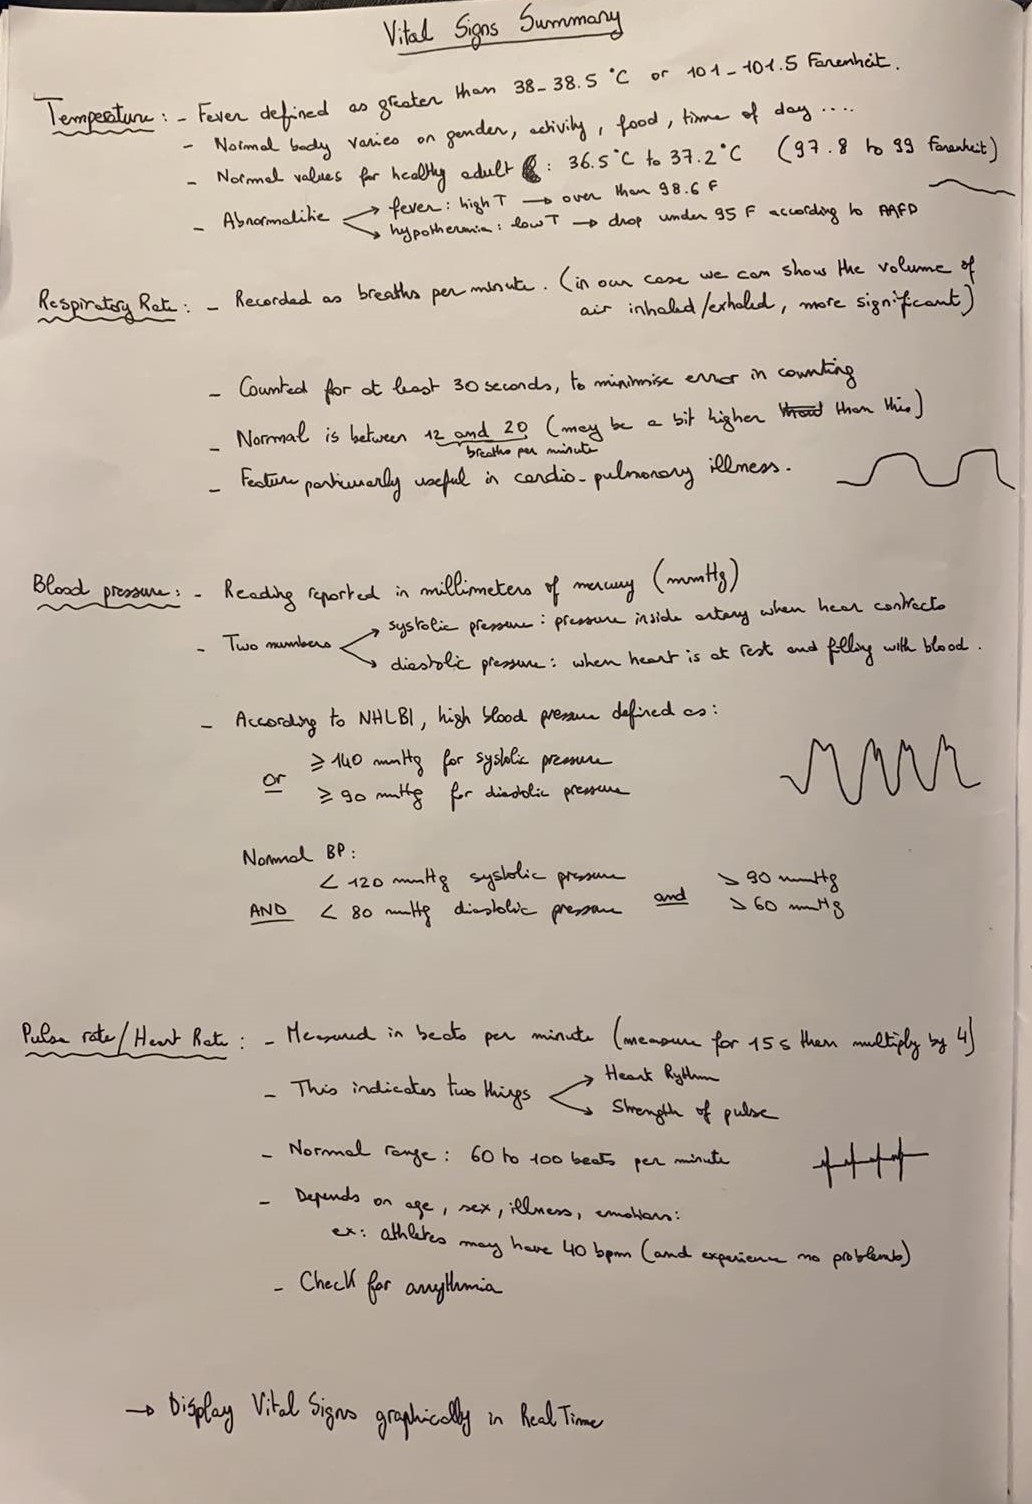 Vital Signs Summary
Temperature : - Fever defined as greater than 38-38.5 °C or 101-101.5 Farenheit.
- Normal body varies on gender, activity, food, time of day ....
- Normal values for healthy adult : 36.5°C to 37.2°C (97.8 to 99 Farenheit)
- Abnormalitie → fever : high T → over than 98.6 F
→ hypothermia : low T → drop under 95 F according to AAFD
Respiratory Rate : - Recorded as breaths per minute. (in our case we can show the volume of
air inhaled/exhaled, more significant)
- Counted for at least 30 seconds, to minimise error in counting
- Normal is between 12 and 20 (may be a bit higher than this)
breaths per minute
- Feature particularly useful in cardio-pulmonary illness.
Blood pressure : - Reading reported in millimeters of mercury (mmHg)
- Two numbers → systolic pressure : pressure inside artery when hear contracts
→ diastolic pressure : when heart is at rest and filling with blood.
- According to NHLBI, high blood pressure defined as :
≥ 140 mmHg for systolic pressure
or
≥ 90 mmHg for diastolic pressure
Normal BP :
< 120 mmHg systolic pressure > 90 mmHg
AND < 80 mmHg diastolic pressure and > 60 mmHg
Pulse rate/Heart Rate : - Measured in beats per minute (measure for 15s then multiply by 4)
- This indicates two things → Heart Rythm
→ Strength of pulse
- Normal range : 60 to 100 beats per minute
- Depends on age, sex, illness, emotions :
ex : athletes may have 40 bpm (and experience no problems)
- Check for arrythmia
→ Display Vital Signs graphically in Real Time